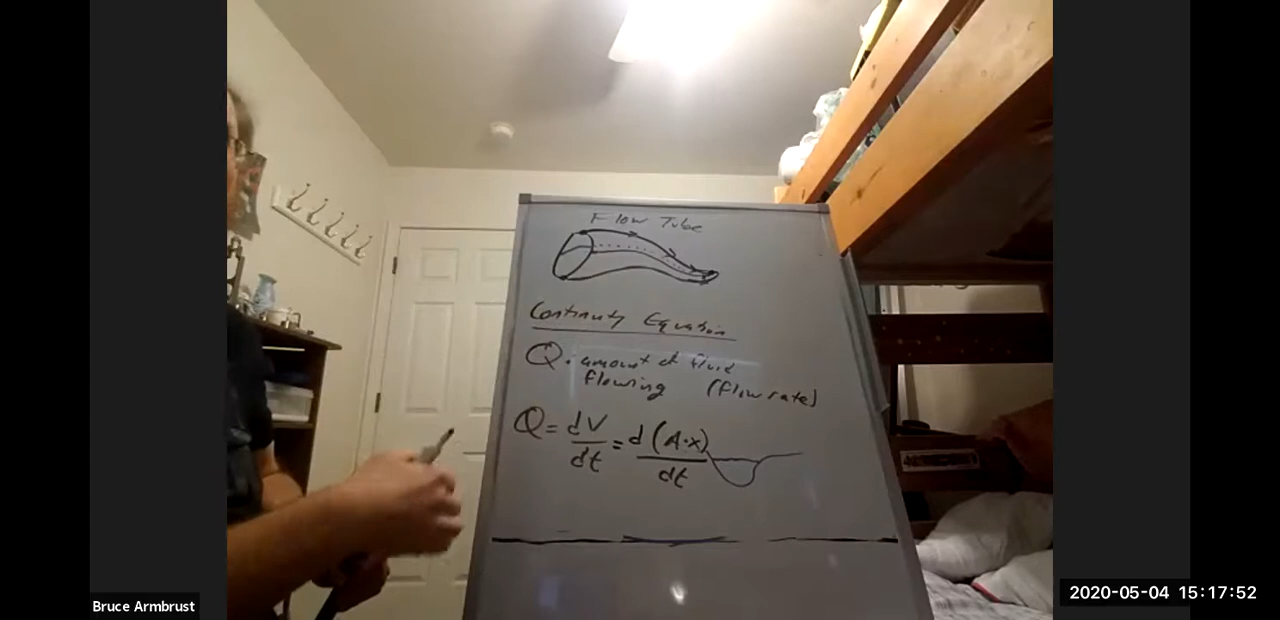 Flow Tube
Continuity Equation
Q. amount of fluid
flowing (flow rate)
Q = dV/dt = d(A·x)/dt
Bruce Armbrust
2020-05-04 15:17:52